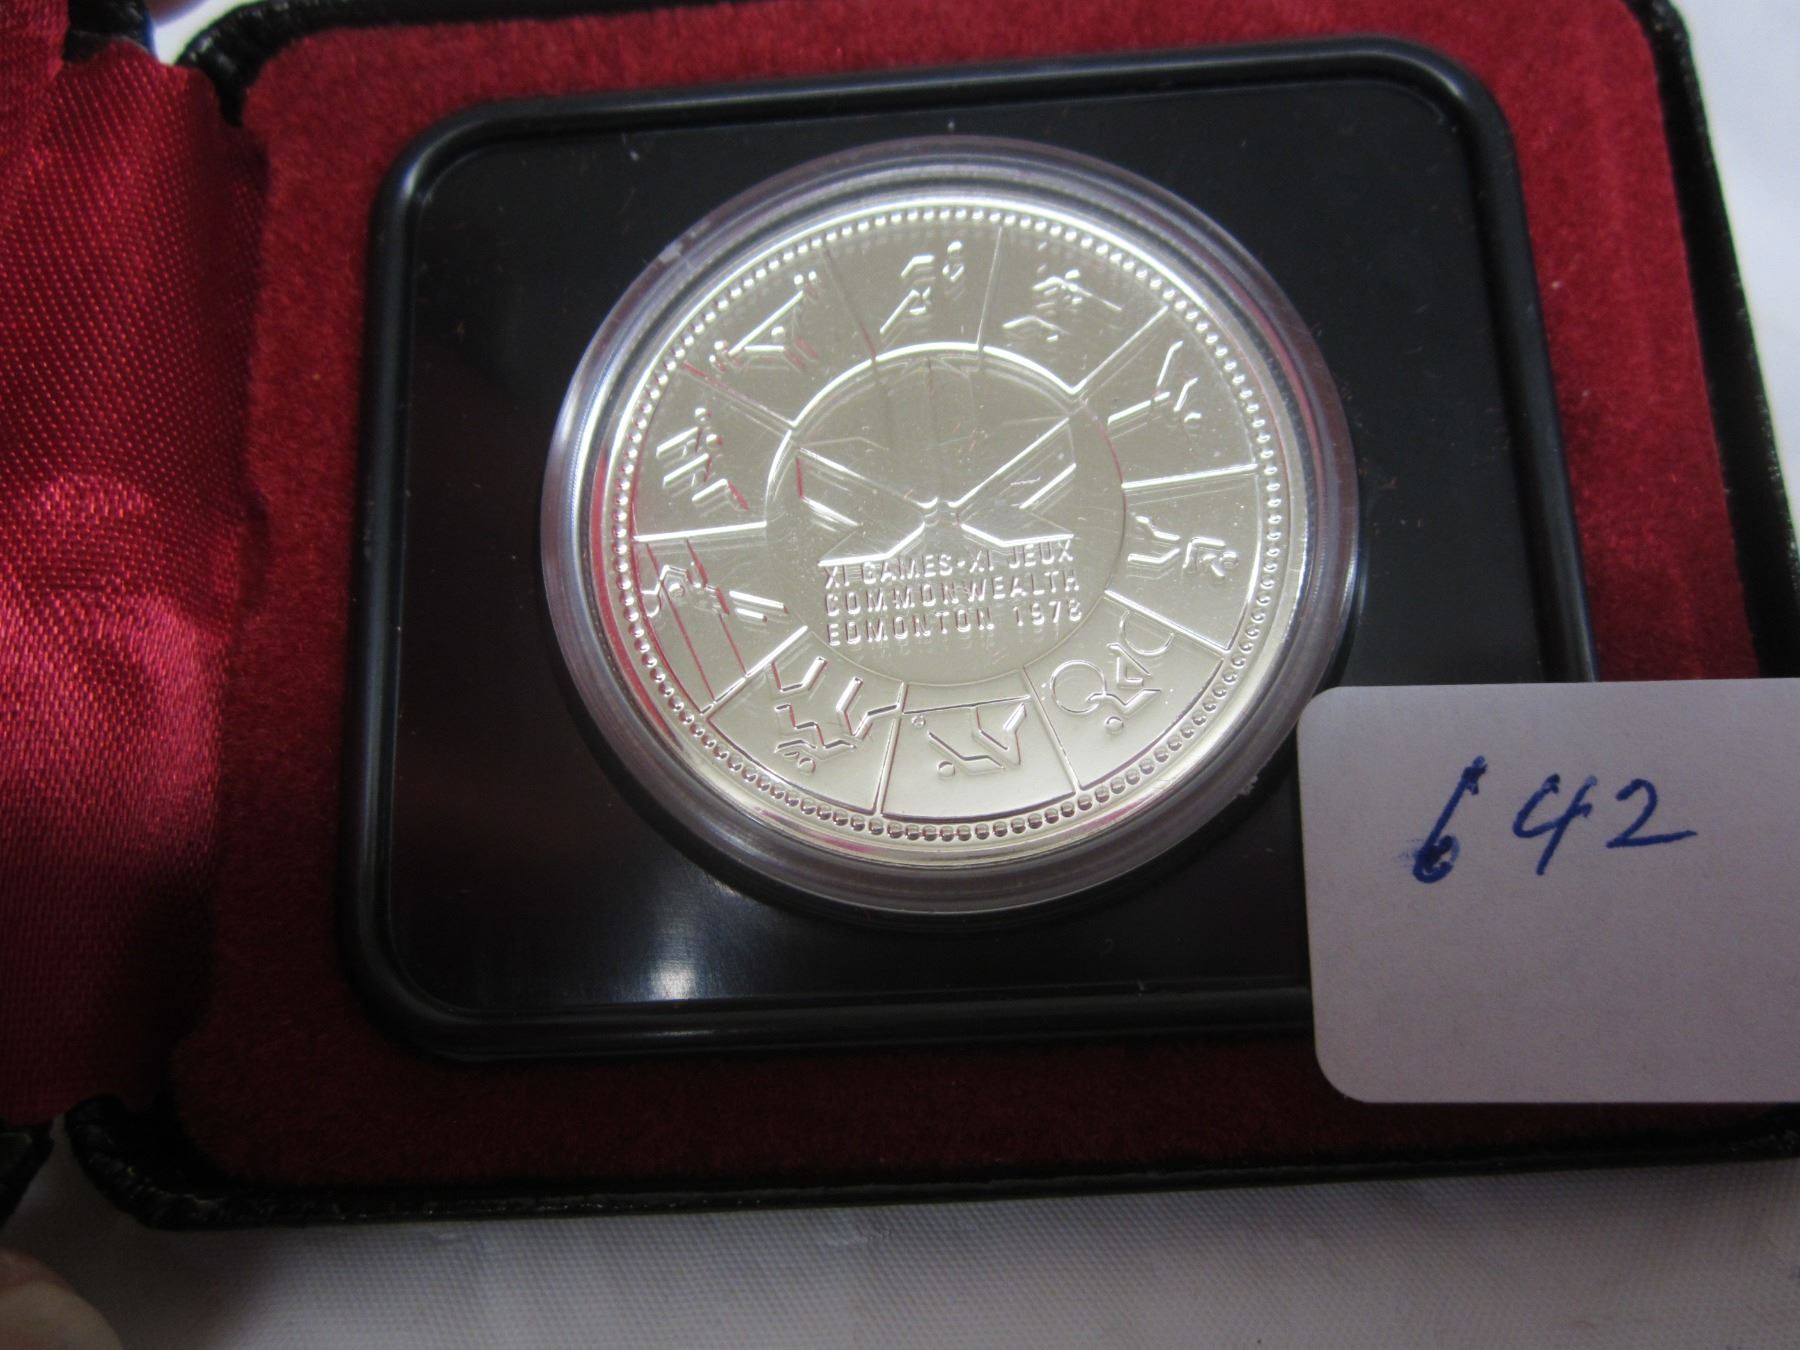 XI GAMES-XI JEUX
COMMONWEALTH
EDMONTON 1978
642